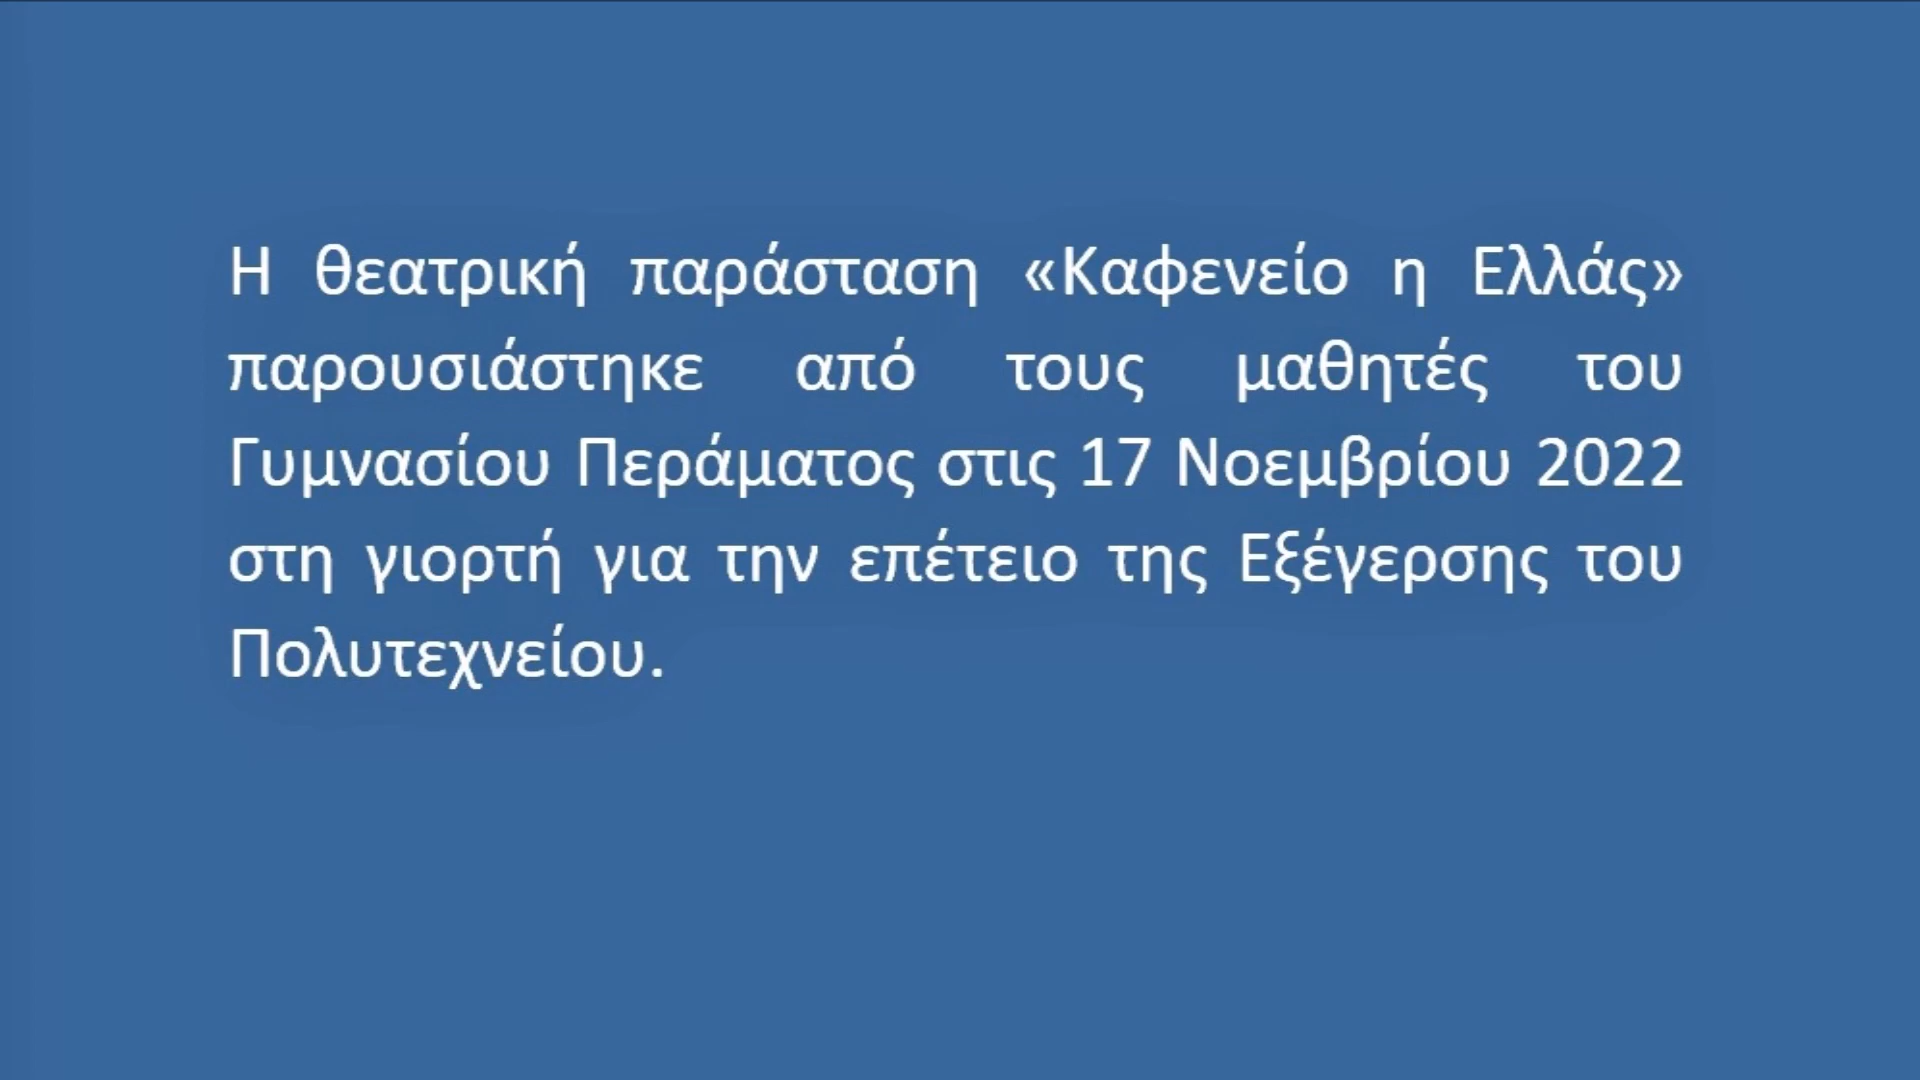 Η θεατρική παράσταση «Καφενείο η Ελλάς»
παρουσιάστηκε από τους μαθητές του
Γυμνασίου Περάματος στις 17 Νοεμβρίου 2022
στη γιορτή για την επέτειο της Εξέγερσης του
Πολυτεχνείου.